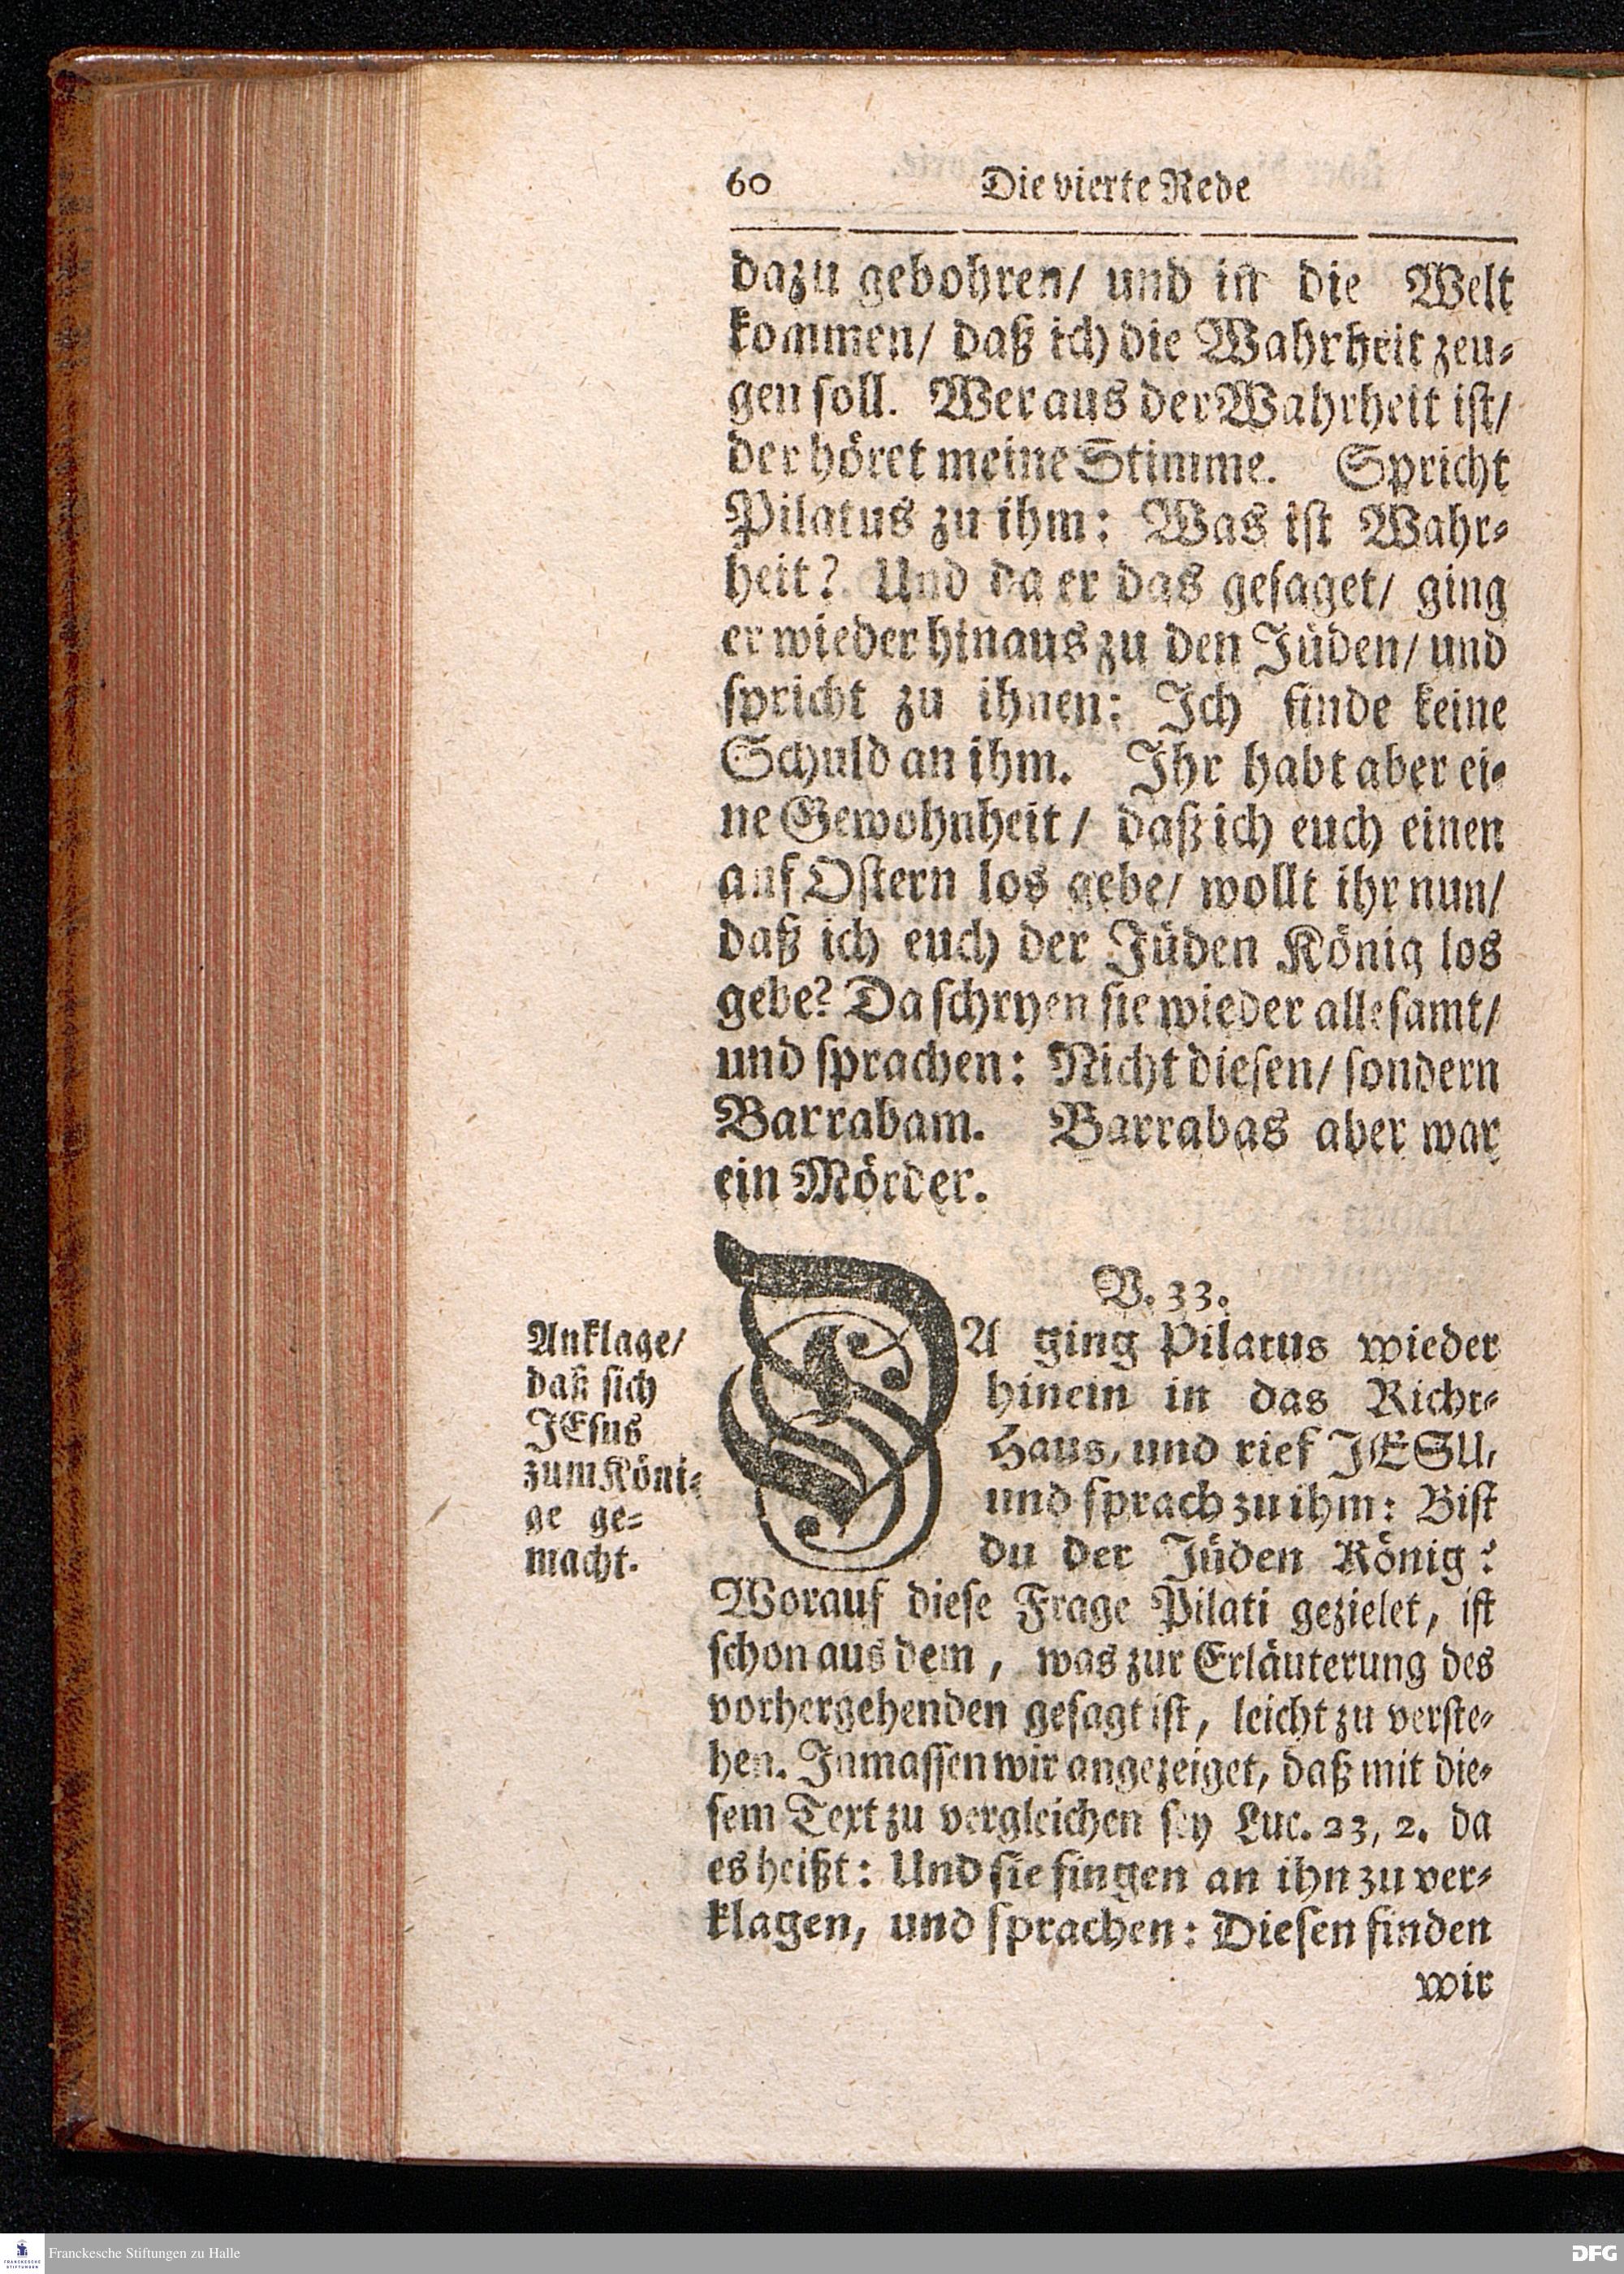 60 Die vierte Rede
dazu gebohren/ und in die Welt
kommen/ daß ich die Wahrheit zeu-
gen soll. Wer aus der Wahrheit ist/
der höret meine Stimme. Spricht
Pilatus zu ihm: Was ist Wahr-
heit? Und da er das gesaget/ ging
er wieder hinaus zu den Jüden/ und
spricht zu ihnen: Ich finde keine
Schuld an ihm. Ihr habt aber ei-
ne Gewohnheit/ daß ich euch einen
auf Ostern los gebe/ wollt ihr nun/
daß ich euch der Jüden König los
gebe? Da schryen sie wieder allesamt/
und sprachen: Nicht diesen/ sondern
Barrabam. Barrabas aber war
ein Mörder.
V. 33.
DA ging Pilatus wieder
hinein in das Richt-
Haus, und rief JESU,
und sprach zu ihm: Bist
du der Jüden König?
Worauf diese Frage Pilati gezielet, ist
schon aus dem, was zur Erläuterung des
vorhergehenden gesagt ist, leicht zu verste-
hen. Inmassen wir angezeiget, daß mit die-
sem Text zu vergleichen sey Luc. 23, 2. da
es heißt: Und sie fingen an ihn zu ver-
klagen, und sprachen: Diesen finden
wir
Anklage/
daß sich
JEsus
zum Köni-
ge ge-
macht.
FRANCKESCHE
STIFTUNGEN
Franckesche Stiftungen zu Halle
DFG